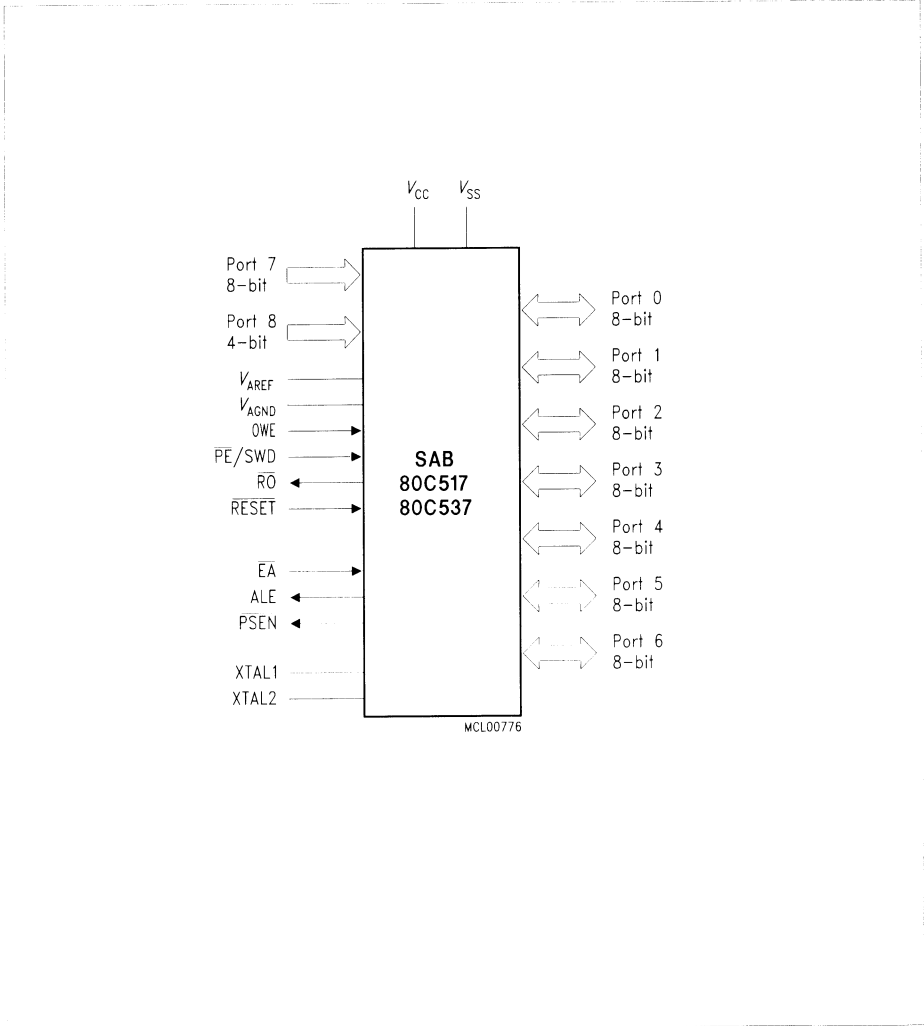 VCC VSS
Port 7
8-bit
Port 8
4-bit
VAREF
VAGND
OWE
PE/SWD
RO
RESET
EA
ALE
PSEN
XTAL1
XTAL2
SAB
80C517
80C537
Port 0
8-bit
Port 1
8-bit
Port 2
8-bit
Port 3
8-bit
Port 4
8-bit
Port 5
8-bit
Port 6
8-bit
MCL00776